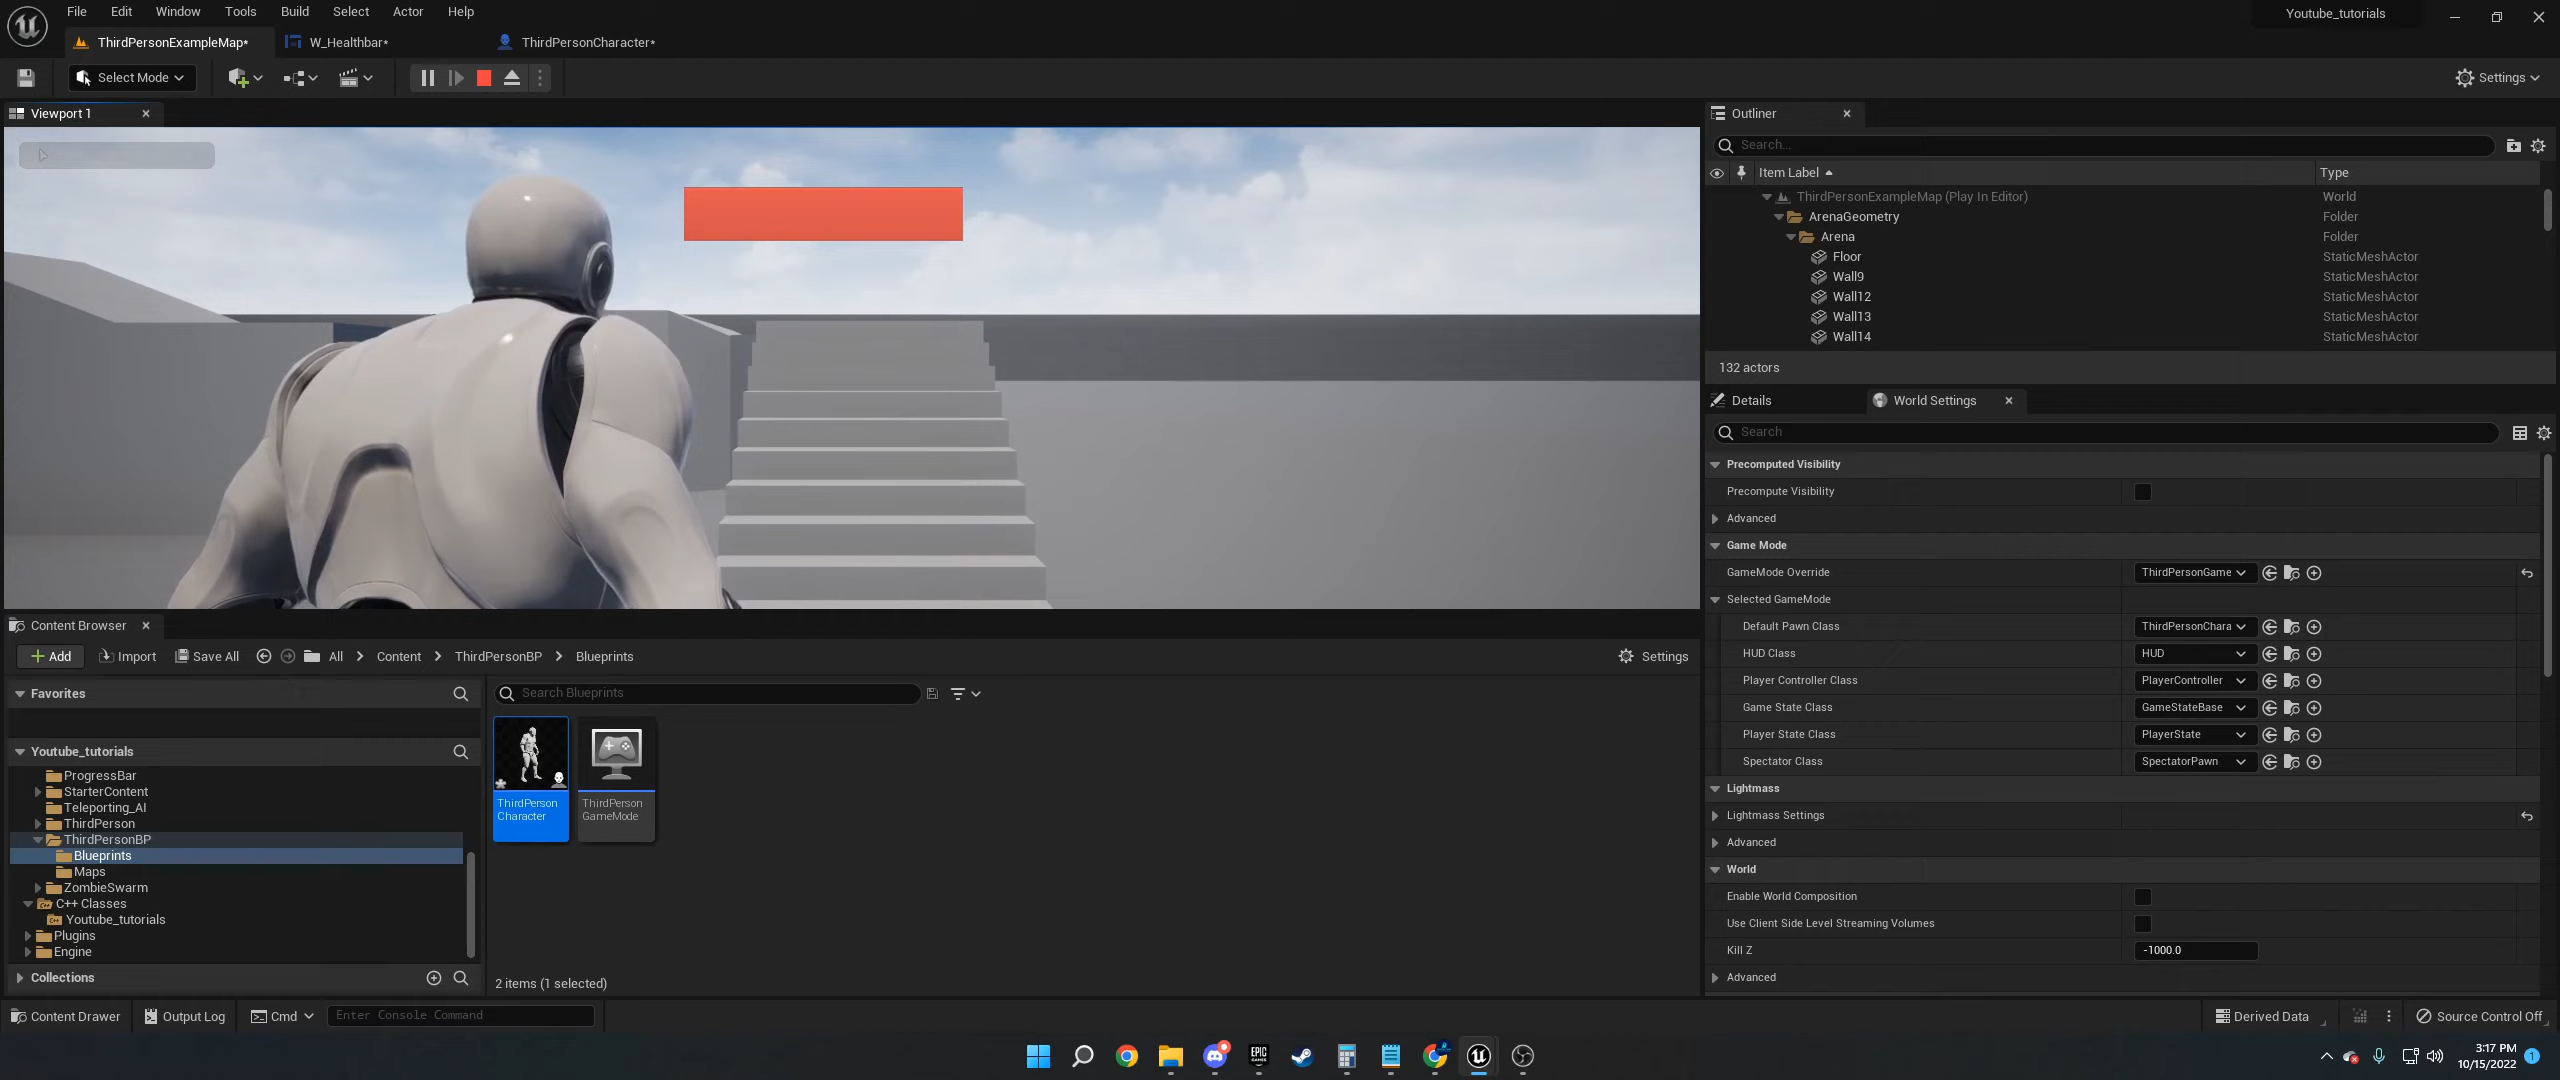 File Edit Window Tools Build Select Actor Help
Youtube_tutorials
ThirdPersonExampleMap*
W_Healthbar*
ThirdPersonCharacter*
Select Mode
Settings
Viewport 1
Outliner
Search...
Item Label
Type
ThirdPersonExampleMap (Play In Editor)
World
ArenaGeometry
Folder
Arena
Folder
Floor
StaticMeshActor
Wall9
StaticMeshActor
Wall12
StaticMeshActor
Wall13
StaticMeshActor
Wall14
StaticMeshActor
132 actors
Details
World Settings
Search
Precomputed Visibility
Precompute Visibility
Advanced
Game Mode
GameMode Override
ThirdPersonGame
Selected GameMode
Default Pawn Class
ThirdPersonChara
HUD Class
HUD
Player Controller Class
PlayerController
Game State Class
GameStateBase
Player State Class
PlayerState
Spectator Class
SpectatorPawn
Lightmass
Lightmass Settings
Advanced
World
Enable World Composition
Use Client Side Level Streaming Volumes
Kill Z
-1000.0
Advanced
Content Browser
Add
Import
Save All
All
Content
ThirdPersonBP
Blueprints
Settings
Favorites
Youtube_tutorials
ProgressBar
StarterContent
Teleporting_AI
ThirdPerson
ThirdPersonBP
Blueprints
Maps
ZombieSwarm
C++ Classes
Youtube_tutorials
Plugins
Engine
Collections
Search Blueprints
ThirdPerson
Character
ThirdPerson
GameMode
2 items (1 selected)
Content Drawer
Output Log
Cmd
Enter Console Command
Derived Data
Source Control Off
EPIC
GAMES
3:17 PM
10/15/2022
1